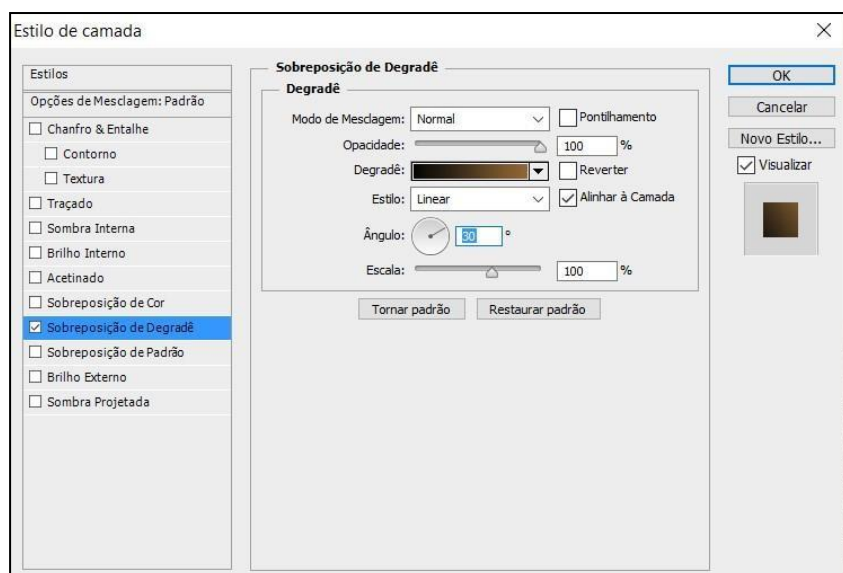 Estilo de camada
Estilos
Opções de Mesclagem: Padrão
Chanfro & Entalhe
Contorno
Textura
Traçado
Sombra Interna
Brilho Interno
Acetinado
Sobreposição de Cor
Sobreposição de Degradê
Sobreposição de Padrão
Brilho Externo
Sombra Projetada
Sobreposição de Degradê
Degradê
Modo de Mesclagem: Normal Pontilhamento
Opacidade: 100 %
Degradê: Reverter
Estilo: Linear Alinhar à Camada
Ângulo: 30 °
Escala: 100 %
Tornar padrão Restaurar padrão
OK
Cancelar
Novo Estilo...
Visualizar